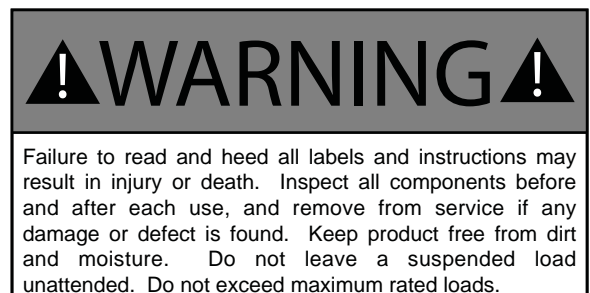 WARNING
Failure to read and heed all labels and instructions may
result in injury or death. Inspect all components before
and after each use, and remove from service if any
damage or defect is found. Keep product free from dirt
and moisture. Do not leave a suspended load
unattended. Do not exceed maximum rated loads.